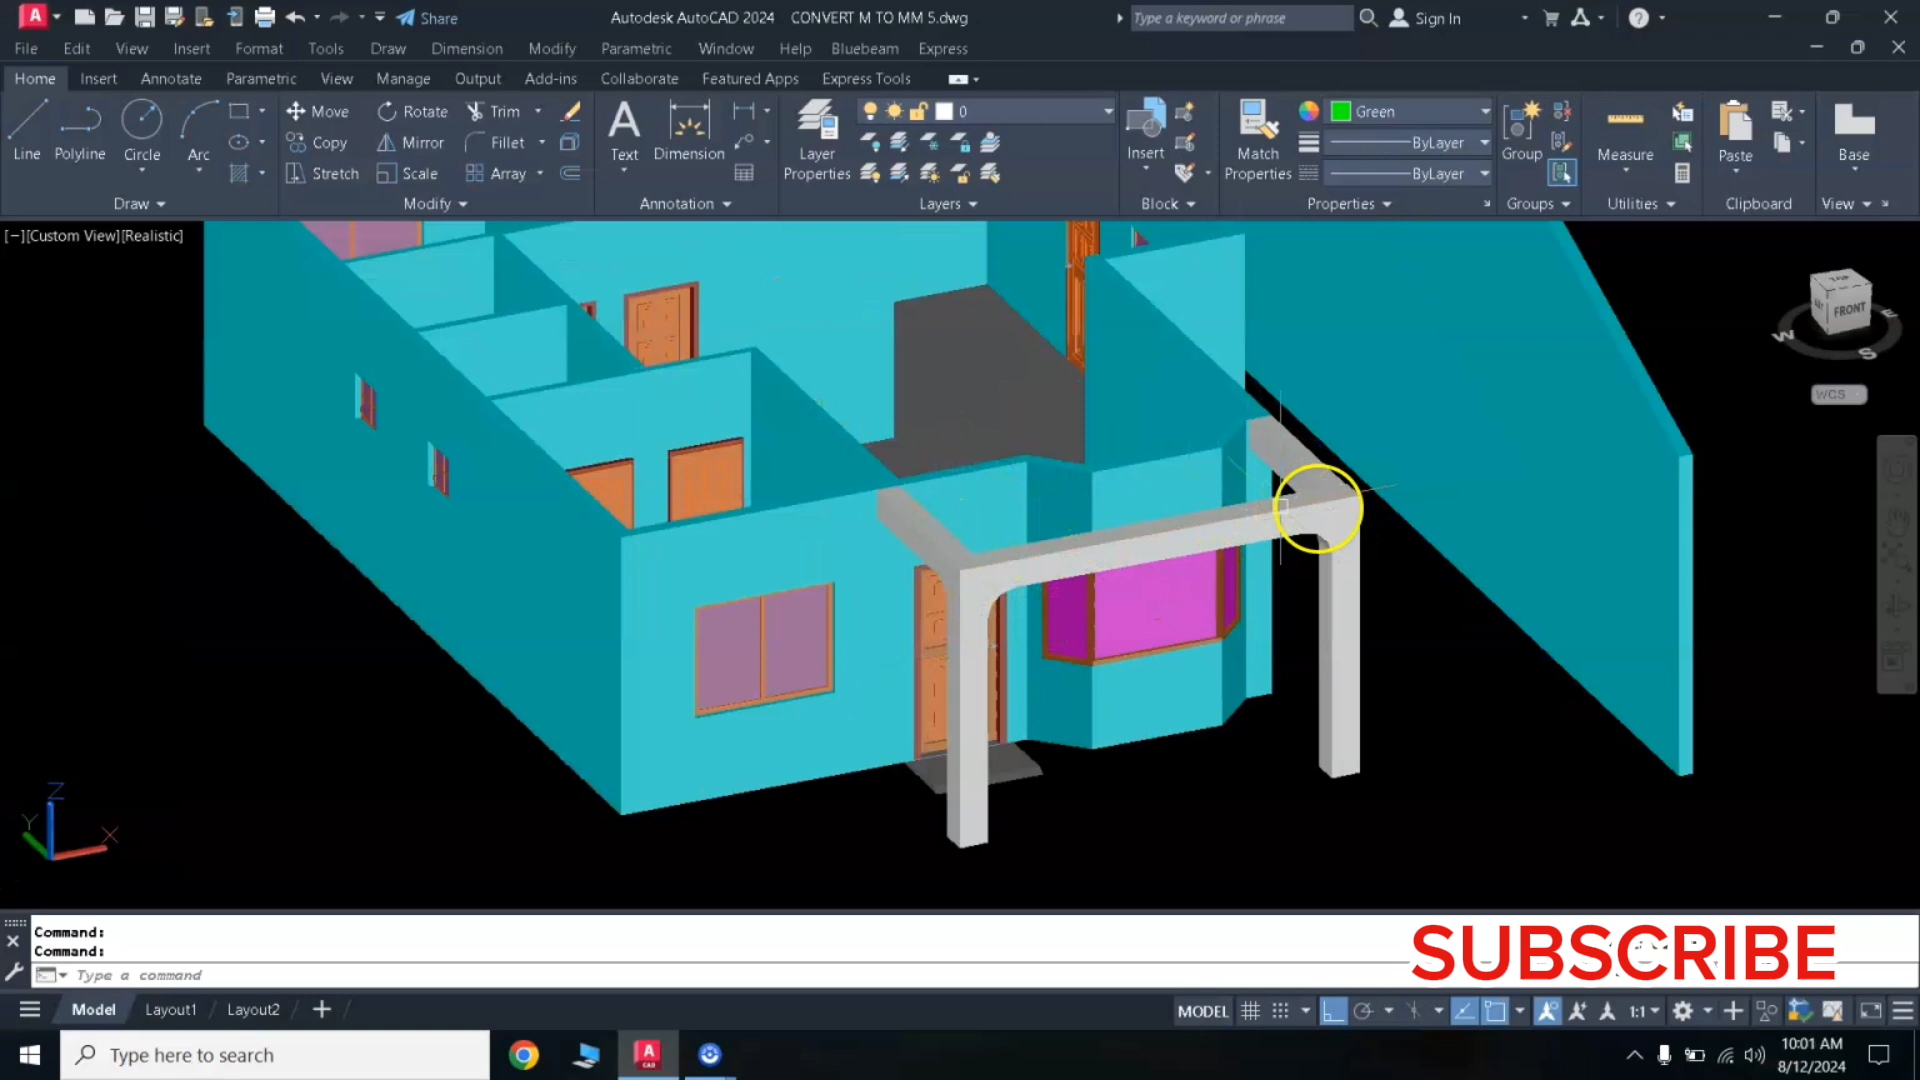 Share
Autodesk AutoCAD 2024 CONVERT M TO MM 5.dwg
Type a keyword or phrase
Sign In
File Edit View Insert Format Tools Draw Dimension Modify Parametric Window Help Bluebeam Express
Home Insert Annotate Parametric View Manage Output Add-ins Collaborate Featured Apps Express Tools
Move Rotate Trim 0 Green
Line Polyline Circle Arc Copy Mirror Fillet Text Dimension Layer Properties Insert Match Properties ByLayer Group Measure Paste Base
Stretch Scale Array ByLayer
Draw Modify Annotation Layers Block Properties Groups Utilities Clipboard View
[−][Custom View][Realistic]
TOP
FRONT
W
S
E
WCS
Z
Y
X
Command:
Command:
Type a command
SUBSCRIBE
Model Layout1 Layout2
MODEL 1:1
Type here to search
A
CAD
10:01 AM
8/12/2024